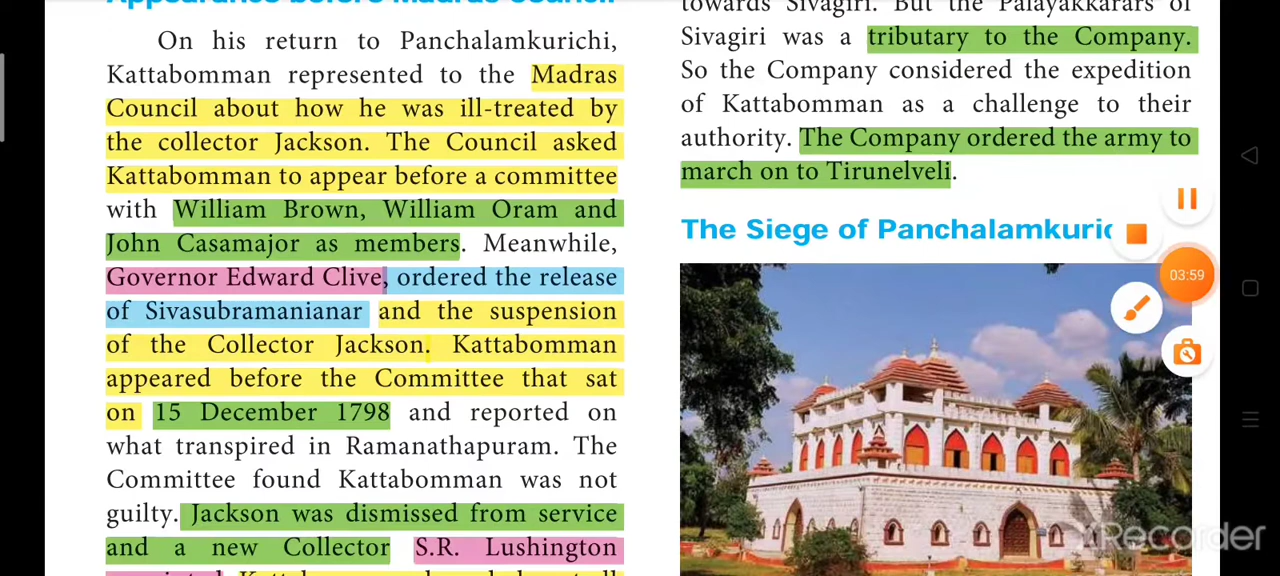 Appearance before Madras Council
On his return to Panchalamkurichi,
Kattabomman represented to the Madras
Council about how he was ill-treated by
the collector Jackson. The Council asked
Kattabomman to appear before a committee
with William Brown, William Oram and
John Casamajor as members. Meanwhile,
Governor Edward Clive, ordered the release
of Sivasubramanianar and the suspension
of the Collector Jackson. Kattabomman
appeared before the Committee that sat
on 15 December 1798 and reported on
what transpired in Ramanathapuram. The
Committee found Kattabomman was not
guilty. Jackson was dismissed from service
and a new Collector S.R. Lushington
towards Sivagiri. But the Palayakkarars of
Sivagiri was a tributary to the Company.
So the Company considered the expedition
of Kattabomman as a challenge to their
authority. The Company ordered the army to
march on to Tirunelveli.
The Siege of Panchalamkuric
03:59
Recorder